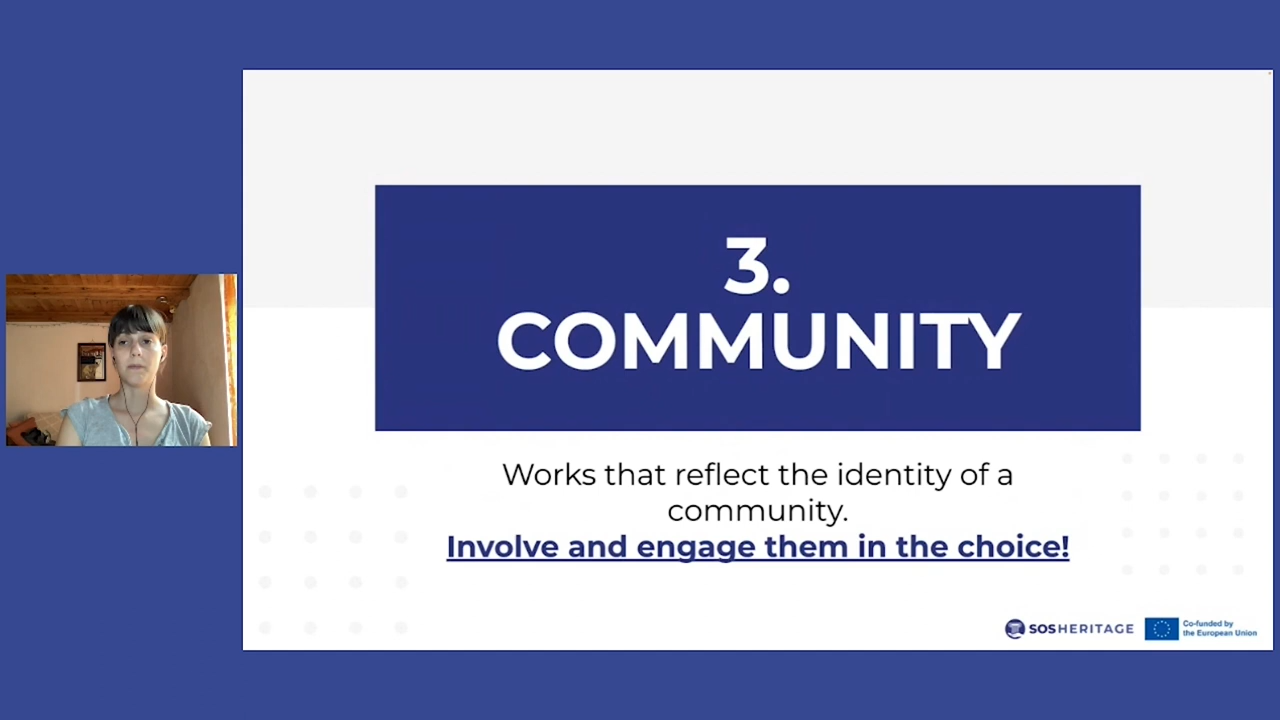 3.
COMMUNITY
Works that reflect the identity of a
community.
Involve and engage them in the choice!
SOSHERITAGE
Co-funded by
the European Union